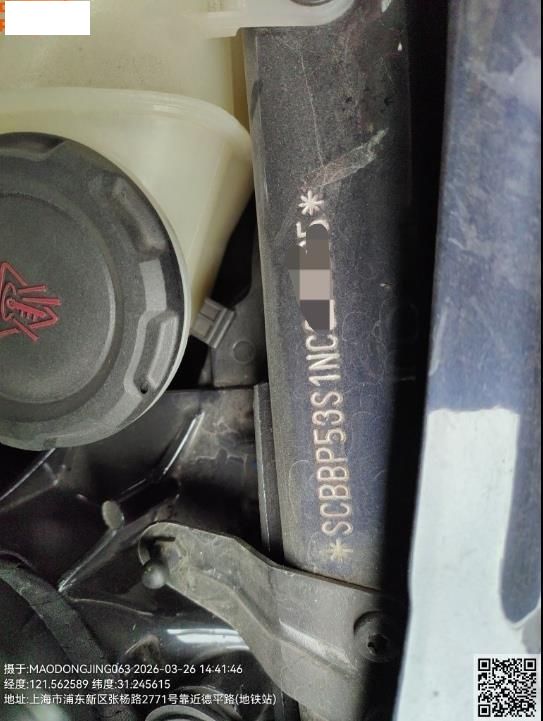 *SCBBP53S1NC
5*
摄于:MAODONGJING063 2026-03-26 14:41:46
经度:121.562589 纬度:31.245615
地址:上海市浦东新区张杨路2771号靠近德平路(地铁站)